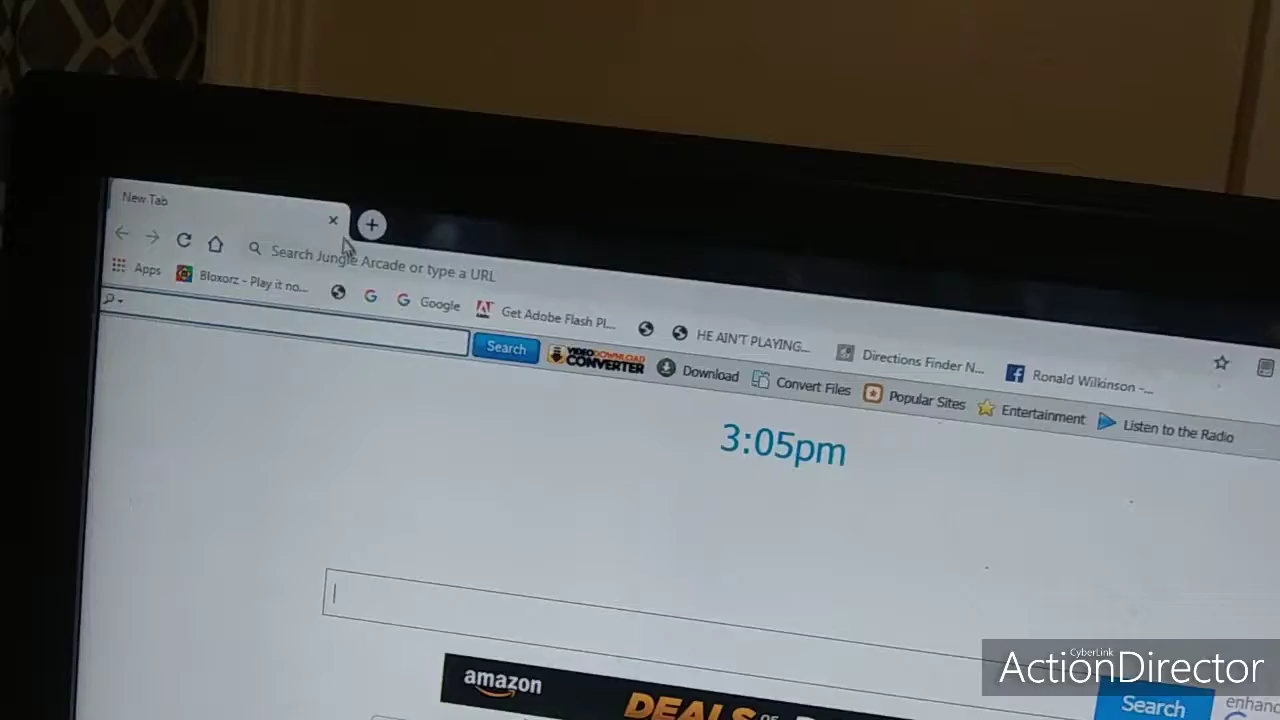 New Tab
Search Jungle Arcade or type a URL
Apps Bloxorz - Play it no... Google Get Adobe Flash Pl... HE AIN'T PLAYING... Directions Finder N... Ronald Wilkinson -...
Search VIDEO DOWNLOAD CONVERTER Download Convert Files Popular Sites Entertainment Listen to the Radio
3:05pm
amazon
DEALS OF
Search
CyberLink
ActionDirector